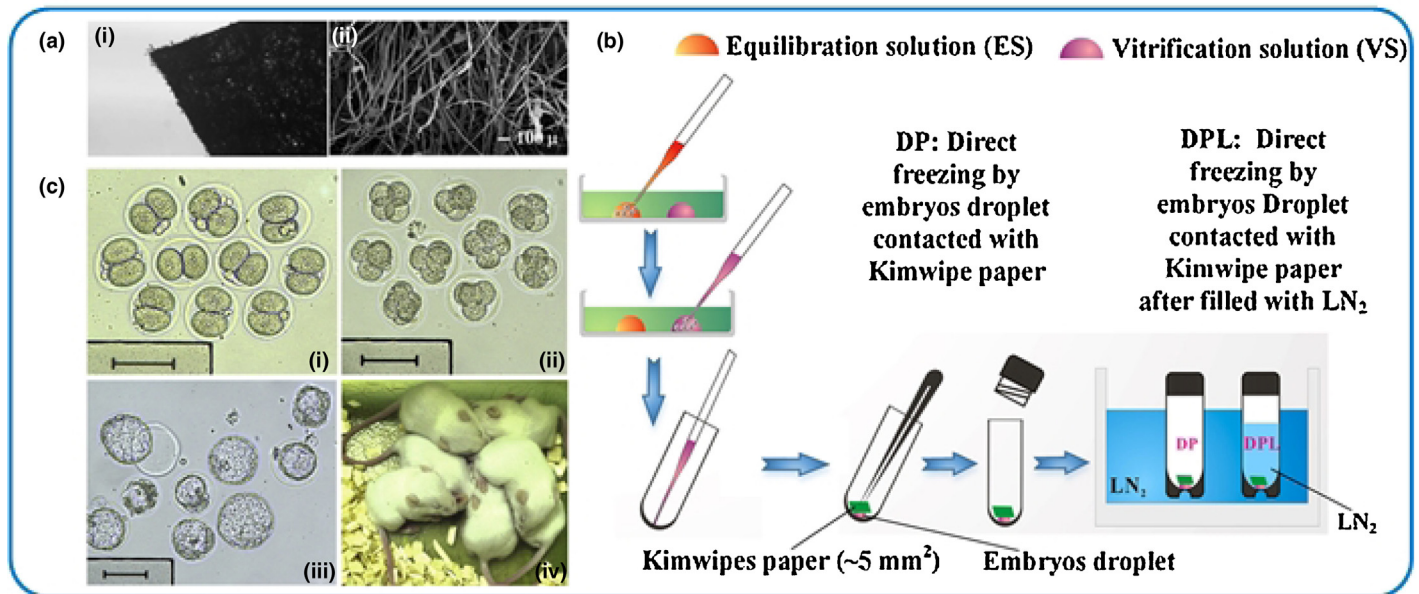 (a)
(i)
(ii)
100 μ
(b)
Equilibration solution (ES)
Vitrification solution (VS)
DP: Direct
freezing by
embryos droplet
contacted with
Kimwipe paper
DPL: Direct
freezing by
embryos Droplet
contacted with
Kimwipe paper
after filled with LN₂
(c)
(i)
(ii)
(iii)
(iv)
DP
DPL
LN₂
LN₂
Kimwipes paper (~5 mm²)
Embryos droplet